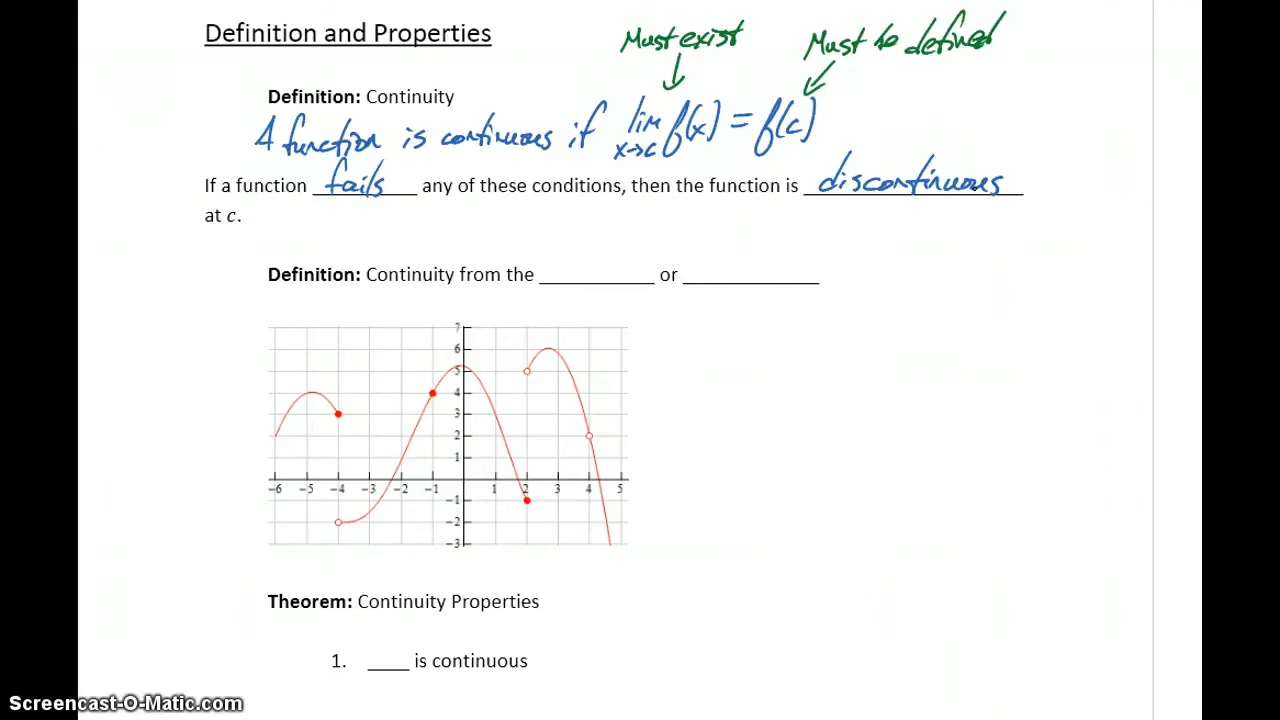 Definition and Properties
Must exist Must be defined
Definition: Continuity
A function is continuous if lim x→c f(x) = f(c)
If a function fails any of these conditions, then the function is discontinuous
at c.
Definition: Continuity from the ___________ or _____________
7
6
5
4
3
2
1
-6 -5 -4 -3 -2 -1 1 2 3 4 5
-1
-2
-3
Theorem: Continuity Properties
1. ____ is continuous
Screencast-O-Matic.com